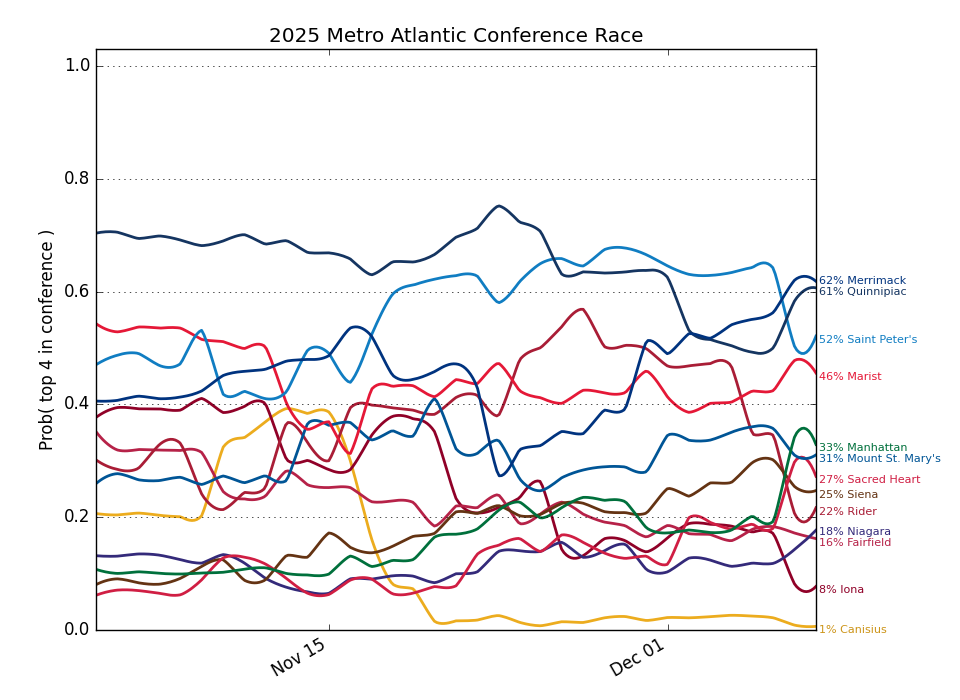 2025 Metro Atlantic Conference Race
Prob( top 4 in conference )
1.0
0.8
0.6
0.4
0.2
0.0
Nov 15
Dec 01
62% Merrimack
61% Quinnipiac
52% Saint Peter's
46% Marist
33% Manhattan
31% Mount St. Mary's
27% Sacred Heart
25% Siena
22% Rider
18% Niagara
16% Fairfield
8% Iona
1% Canisius